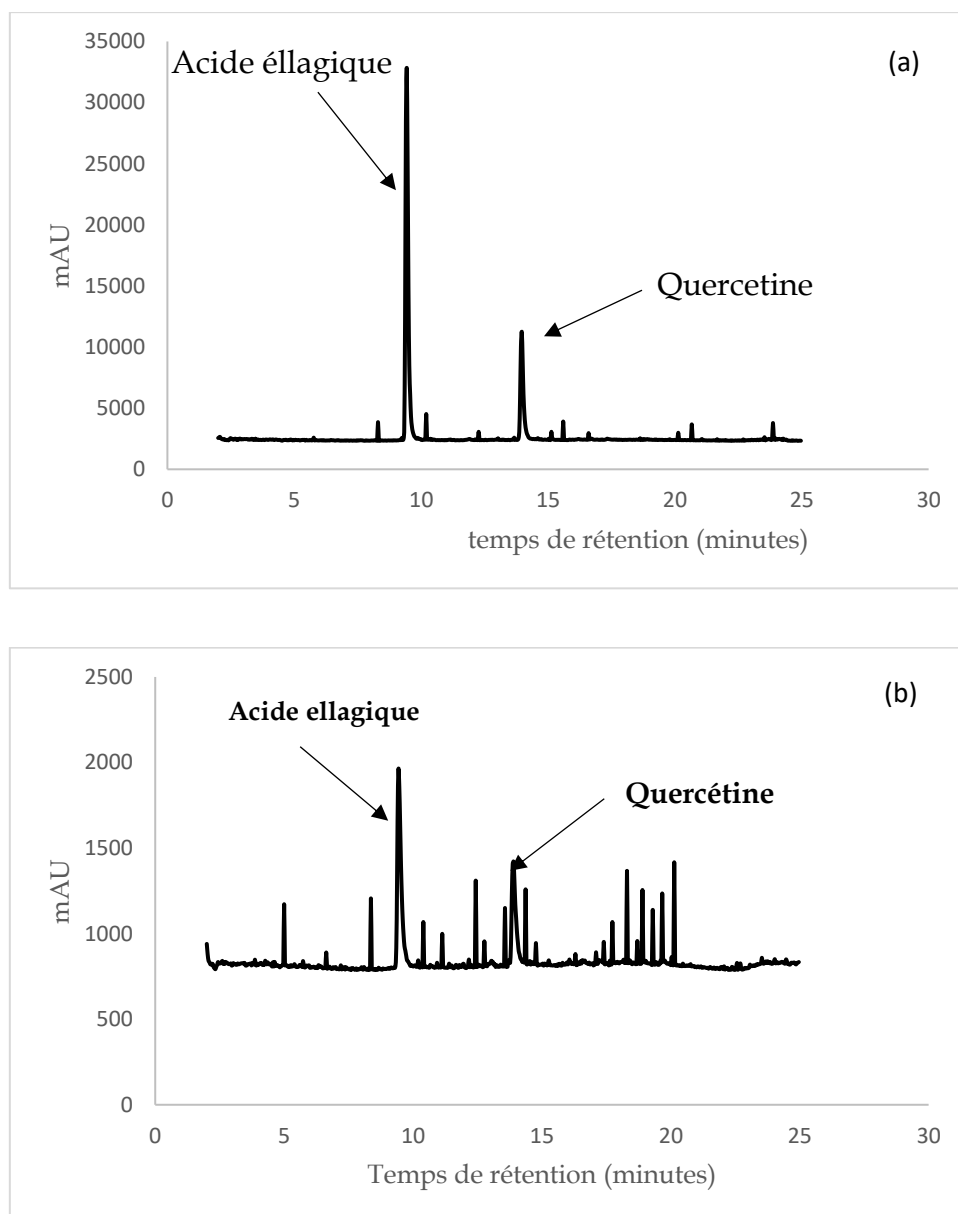 (a)
Acide éllagique
Quercetine
mAU
35000
30000
25000
20000
15000
10000
5000
0
0 5 10 15 20 25 30
temps de rétention (minutes)
(b)
Acide ellagique
Quercétine
mAU
2500
2000
1500
1000
500
0
0 5 10 15 20 25 30
Temps de rétention (minutes)